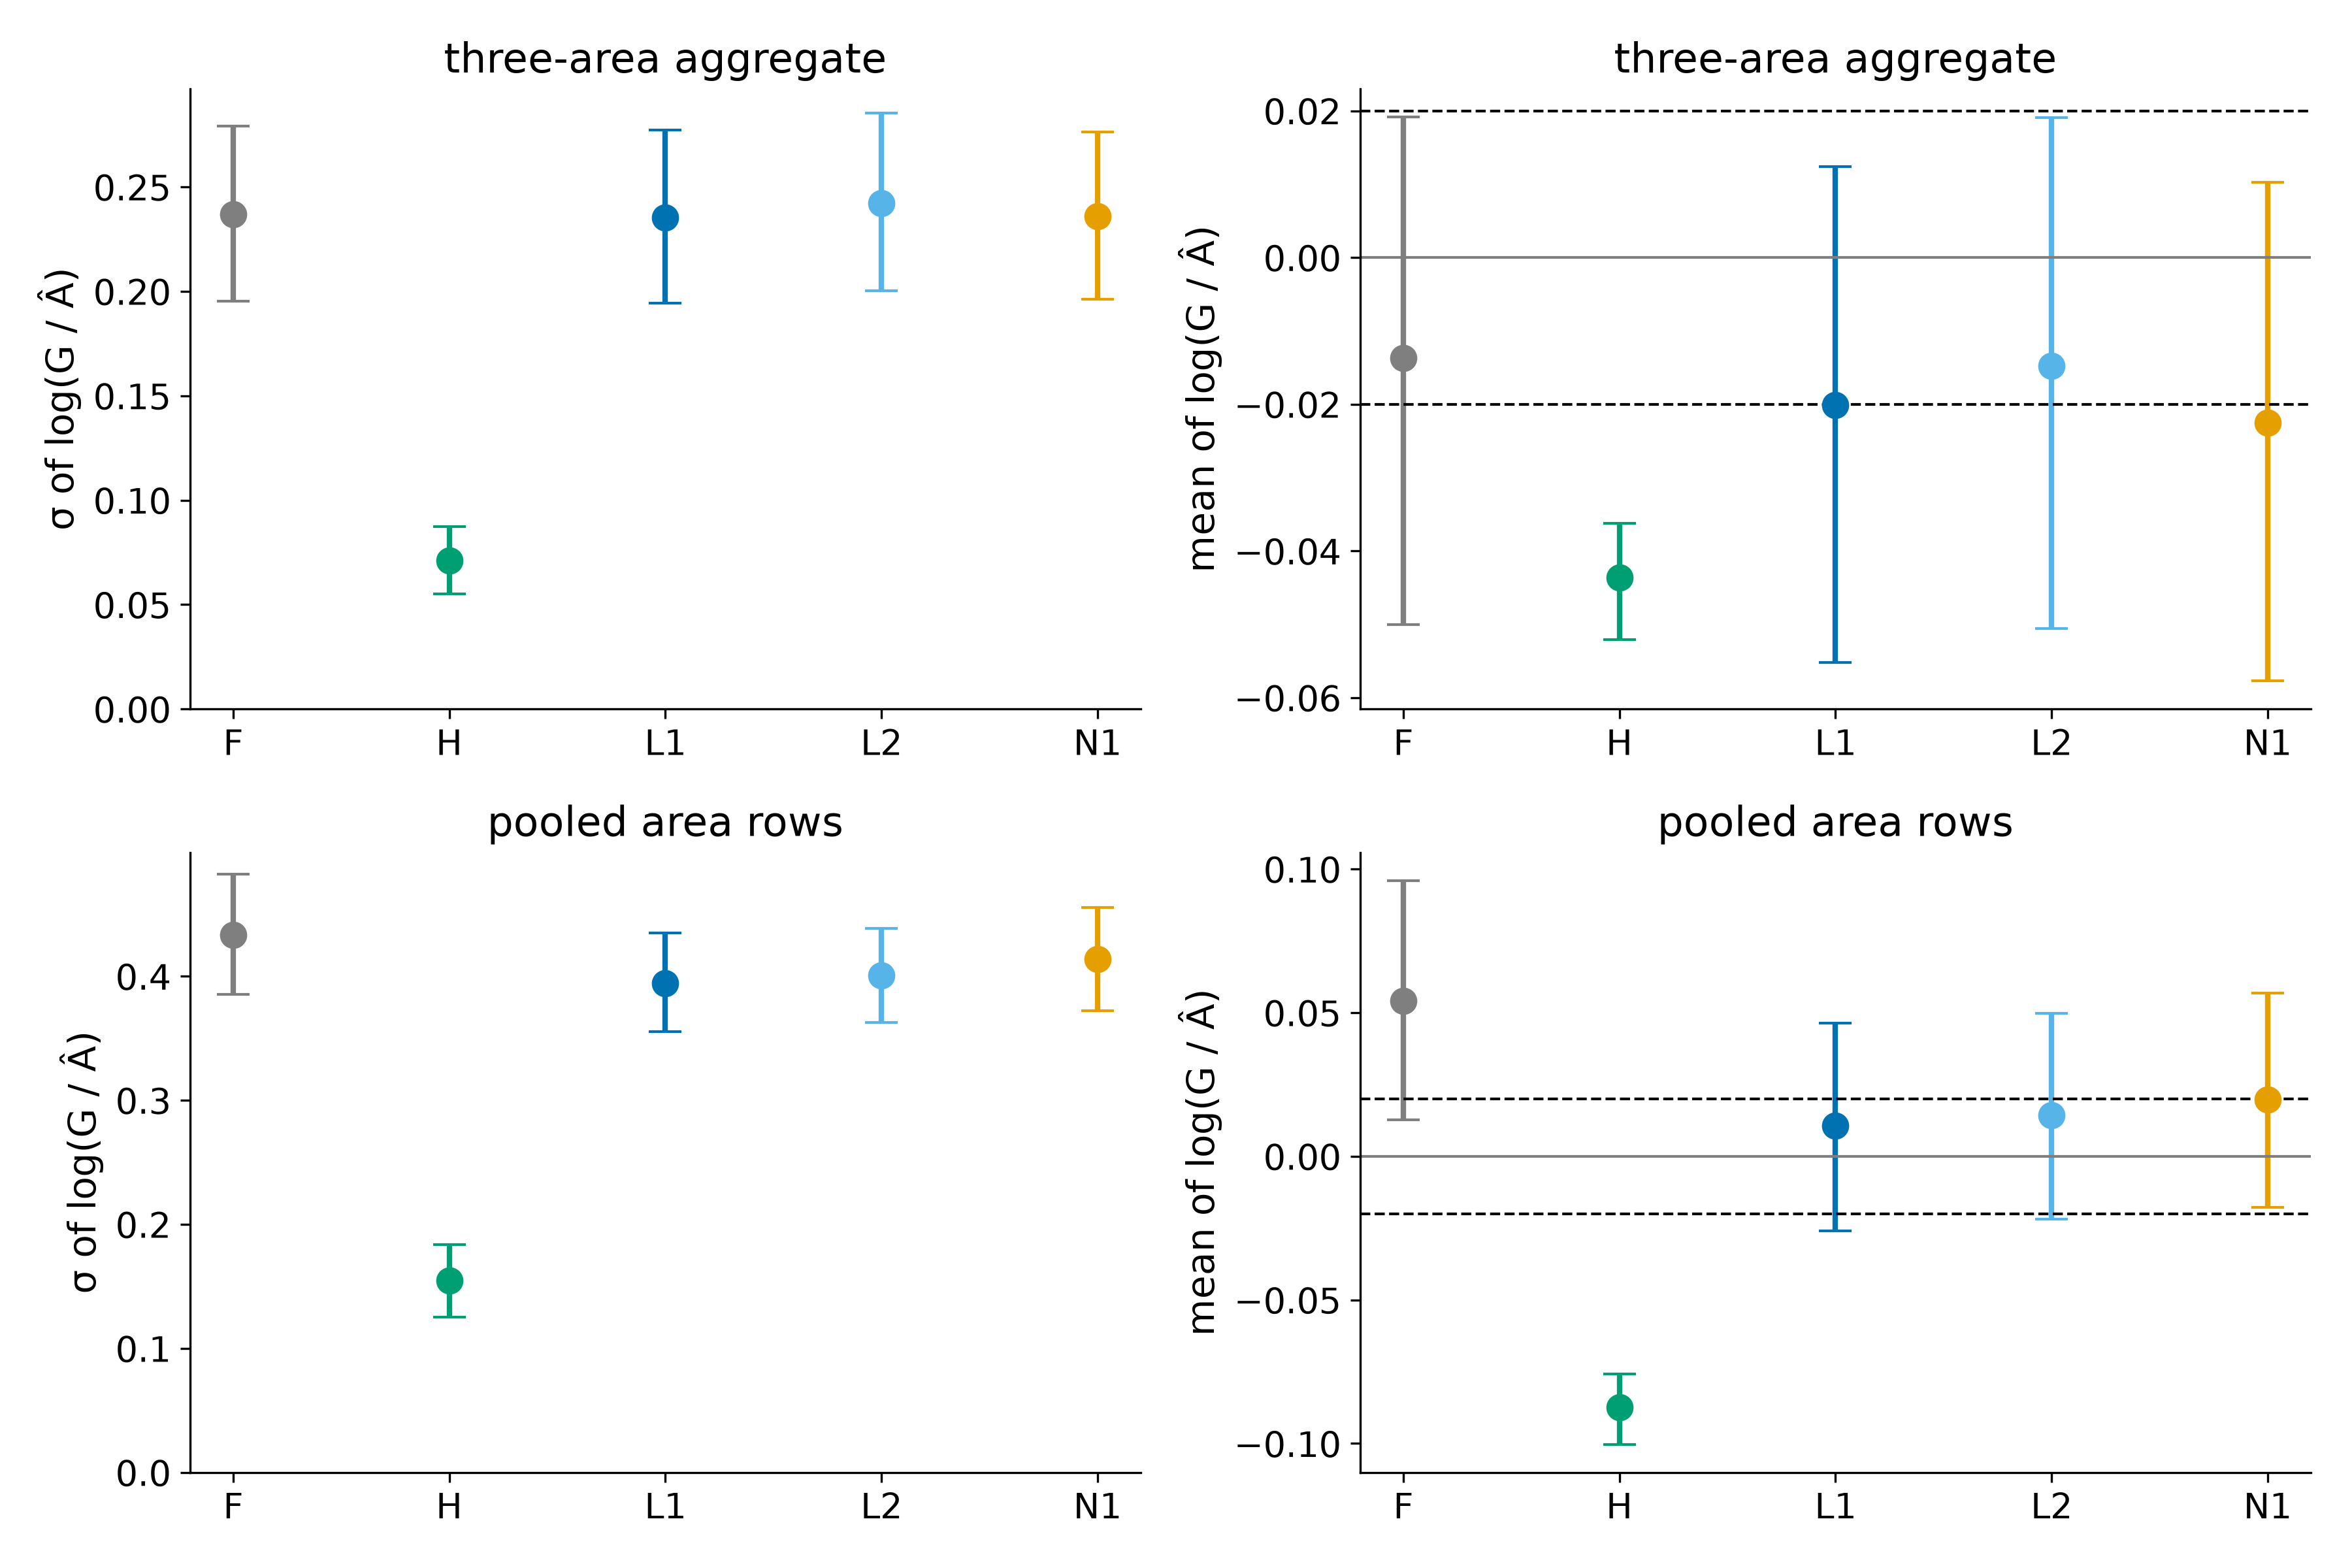 three-area aggregate
σ of log(G / Â)
0.25
0.20
0.15
0.10
0.05
0.00
F H L1 L2 N1
three-area aggregate
mean of log(G / Â)
0.02
0.00
−0.02
−0.04
−0.06
F H L1 L2 N1
pooled area rows
σ of log(G / Â)
0.4
0.3
0.2
0.1
0.0
F H L1 L2 N1
pooled area rows
mean of log(G / Â)
0.10
0.05
0.00
−0.05
−0.10
F H L1 L2 N1